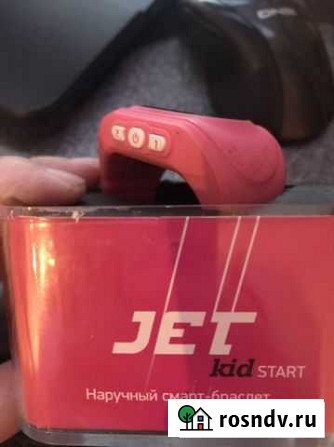 JET
kid START
Наручный смарт-браслет
rosndv.ru